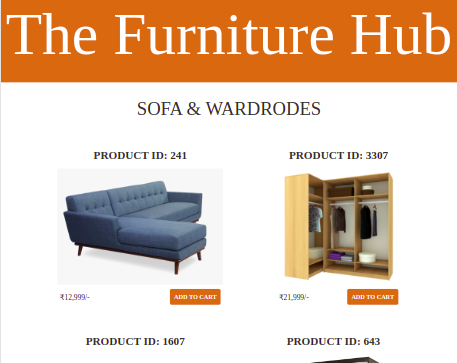 The Furniture Hub
SOFA & WARDRODES
PRODUCT ID: 241 PRODUCT ID: 3307
₹12,999/- ADD TO CART ₹21,999/- ADD TO CART
PRODUCT ID: 1607 PRODUCT ID: 643